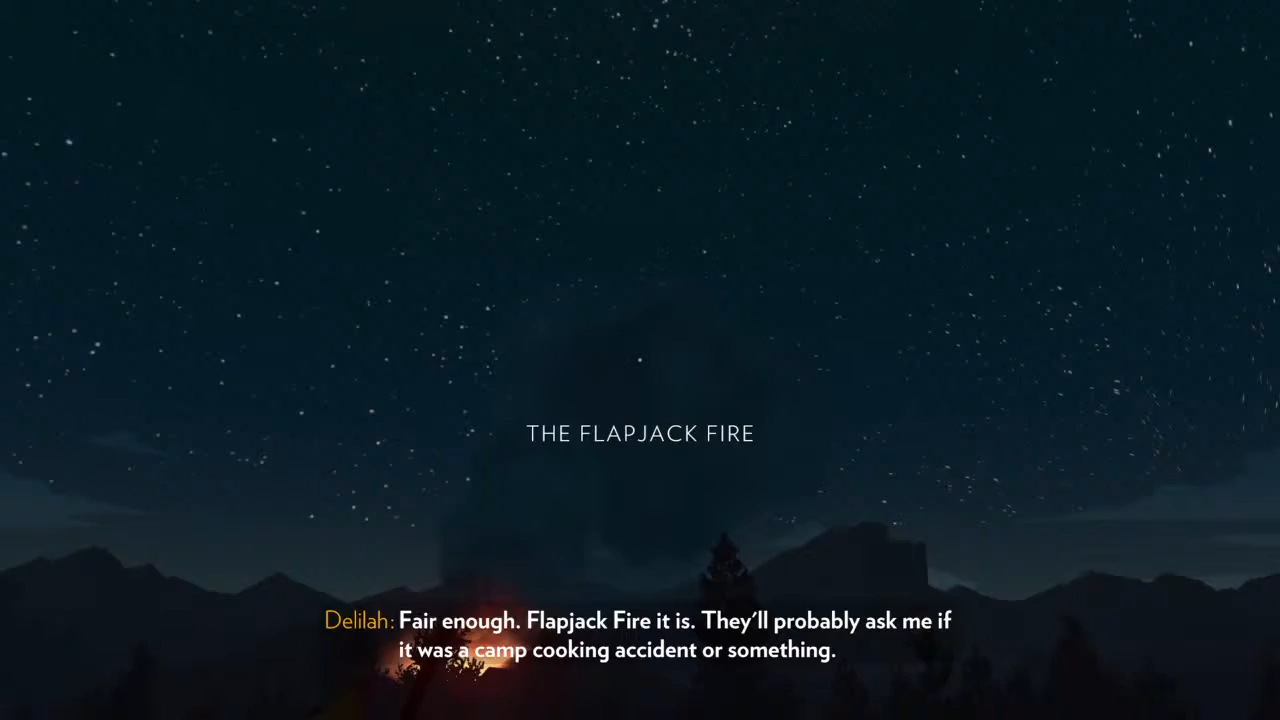 THE FLAPJACK FIRE
Delilah: Fair enough. Flapjack Fire it is. They'll probably ask me if
it was a camp cooking accident or something.